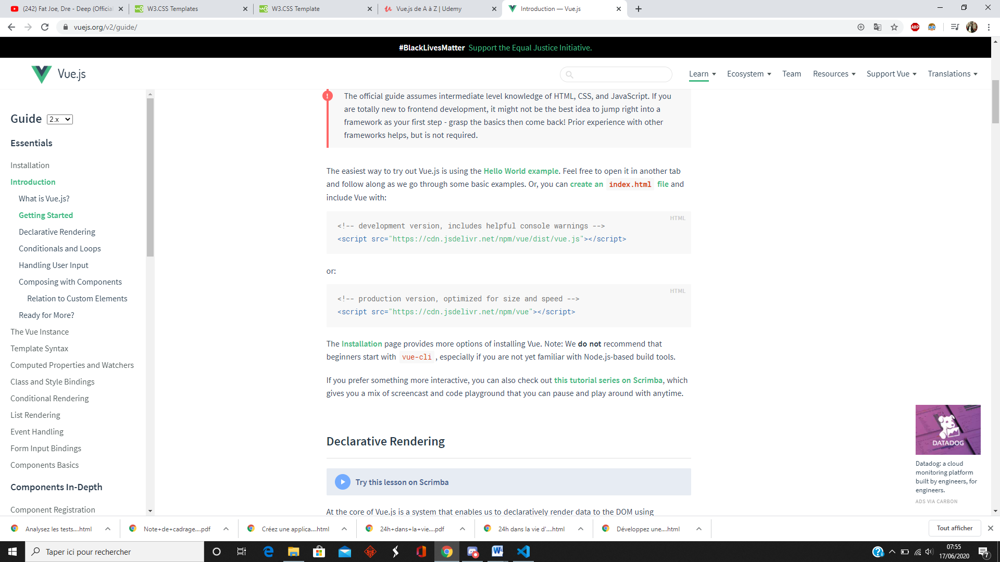 (242) Fat Joe, Dre - Deep (Official
W3.CSS Templates
W3.CSS Template
Vue.js de A à Z | Udemy
Introduction — Vue.js
vuejs.org/v2/guide/
ABP
#BlackLivesMatter Support the Equal Justice Initiative.
Vue.js
Learn
Ecosystem
Team
Resources
Support Vue
Translations
Guide 2.x
Essentials
Installation
Introduction
What is Vue.js?
Getting Started
Declarative Rendering
Conditionals and Loops
Handling User Input
Composing with Components
Relation to Custom Elements
Ready for More?
The Vue Instance
Template Syntax
Computed Properties and Watchers
Class and Style Bindings
Conditional Rendering
List Rendering
Event Handling
Form Input Bindings
Components Basics
Components In-Depth
Component Registration
The official guide assumes intermediate level knowledge of HTML, CSS, and JavaScript. If you
are totally new to frontend development, it might not be the best idea to jump right into a
framework as your first step - grasp the basics then come back! Prior experience with other
frameworks helps, but is not required.
The easiest way to try out Vue.js is using the Hello World example. Feel free to open it in another tab
and follow along as we go through some basic examples. Or, you can create an index.html file and
include Vue with:
HTML
<!-- development version, includes helpful console warnings -->
<script src="https://cdn.jsdelivr.net/npm/vue/dist/vue.js"></script>
or:
HTML
<!-- production version, optimized for size and speed -->
<script src="https://cdn.jsdelivr.net/npm/vue"></script>
The Installation page provides more options of installing Vue. Note: We do not recommend that
beginners start with vue-cli , especially if you are not yet familiar with Node.js-based build tools.
If you prefer something more interactive, you can also check out this tutorial series on Scrimba, which
gives you a mix of screencast and code playground that you can pause and play around with anytime.
Declarative Rendering
Try this lesson on Scrimba
At the core of Vue.js is a system that enables us to declaratively render data to the DOM using
DATADOG
Datadog: a cloud
monitoring platform
built by engineers, for
engineers.
ADS VIA CARBON
Analysez les tests....html
Note+de+cadrage....pdf
Créez une applica....html
24h+dans+la+vie....pdf
24h dans la vie d'....html
Développez une....html
Tout afficher
Taper ici pour rechercher
07:55
17/06/2020
7